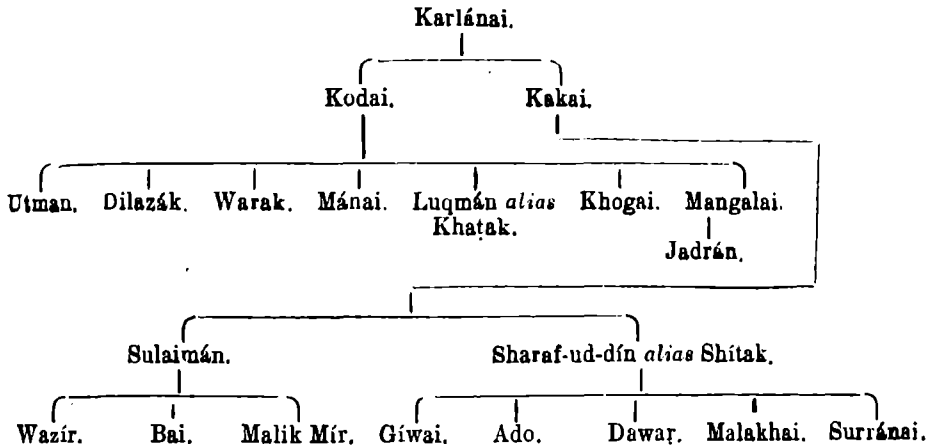 Karlánai.
Kodai. Kakai.
Utman. Dilazák. Warak. Mánai. Luqmán alias Khogai. Mangalai.
Khaṭak.
Jadrán.
Sulaimán. Sharaf-ud-dín alias Shítak.
Wazír. Bai. Malik Mír. Gíwai. Ado. Dawaṛ. Malakhai. Surránai.